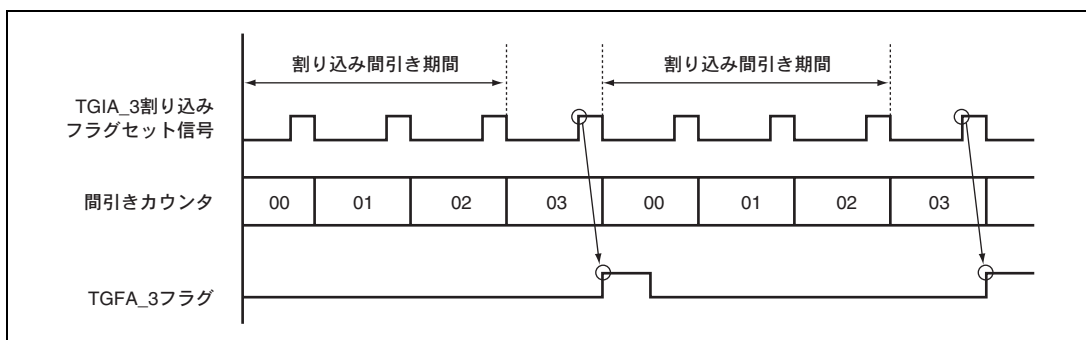 割り込み間引き期間 割り込み間引き期間
TGIA_3割り込み
フラグセット信号
間引きカウンタ 00 01 02 03 00 01 02 03
TGFA_3フラグ